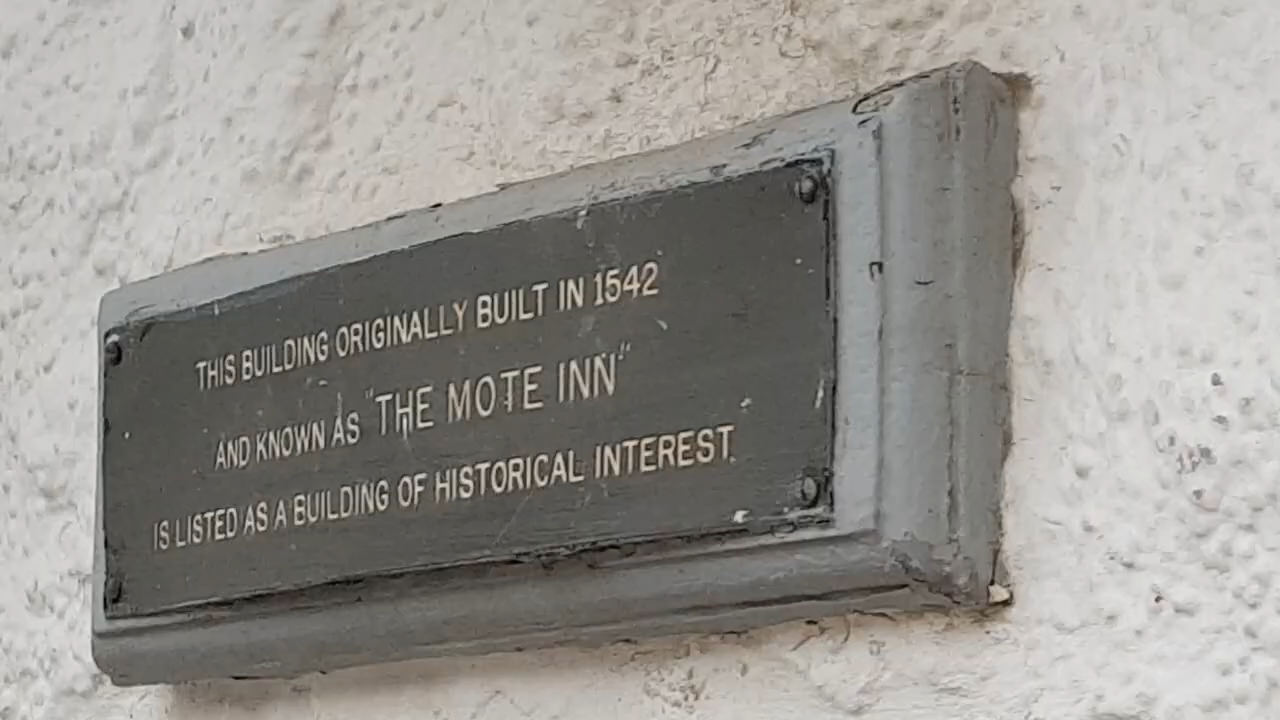 THIS BUILDING ORIGINALLY BUILT IN 1542
AND KNOWN AS "THE MOTE INN"
IS LISTED AS A BUILDING OF HISTORICAL INTEREST.